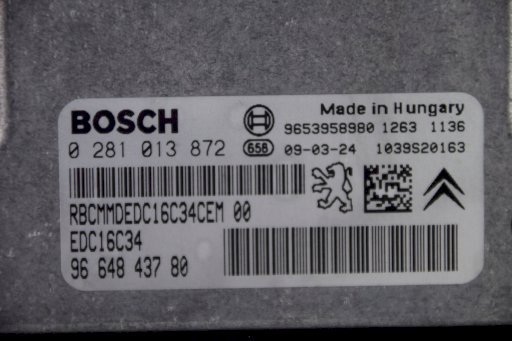 BOSCH
Made in Hungary
9653958980 1263 1136
0 281 013 872
658 09-03-24 1039S20163
RBCMMDEDC16C34CEM 00
EDC16C34
96 648 437 80